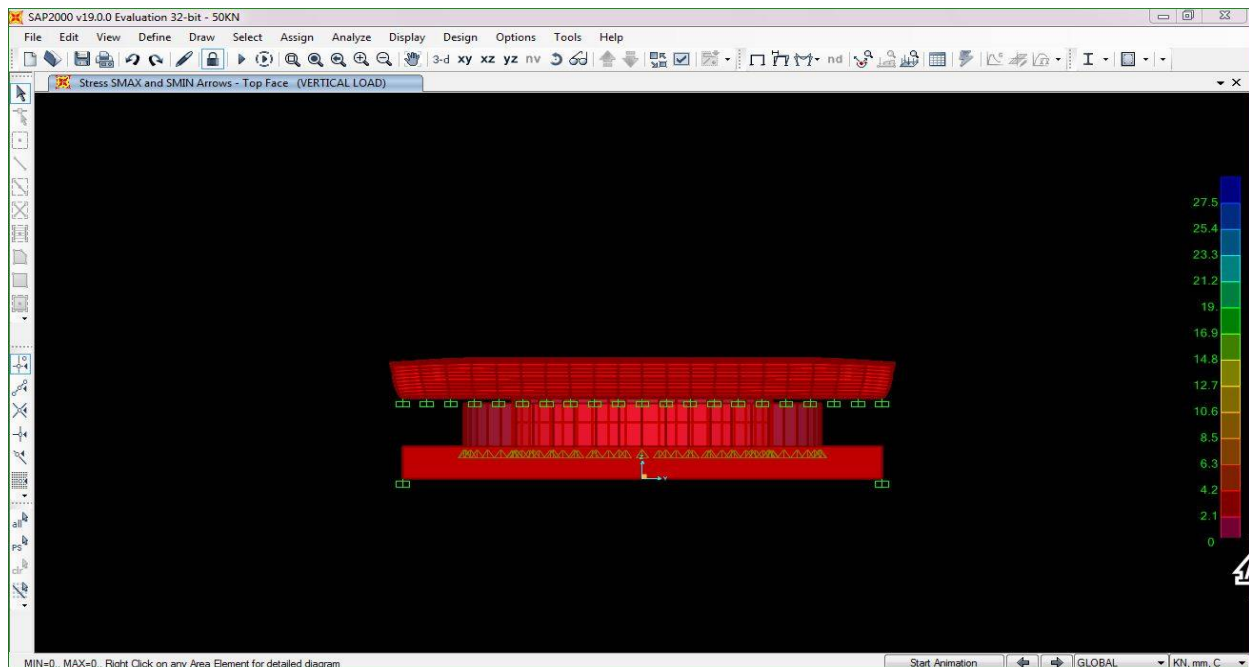 SAP2000 v19.0.0 Evaluation 32-bit - 50KN
File Edit View Define Draw Select Assign Analyze Display Design Options Tools Help
3-d xy xz yz nv nd
Stress SMAX and SMIN Arrows - Top Face (VERTICAL LOAD)
27.5
25.4
23.3
21.2
19.
16.9
14.8
12.7
10.6
8.5
6.3
4.2
2.1
0
Z
Y
all
PS
clr
MIN=0., MAX=0., Right Click on any Area Element for detailed diagram
Start Animation GLOBAL KN, mm, C